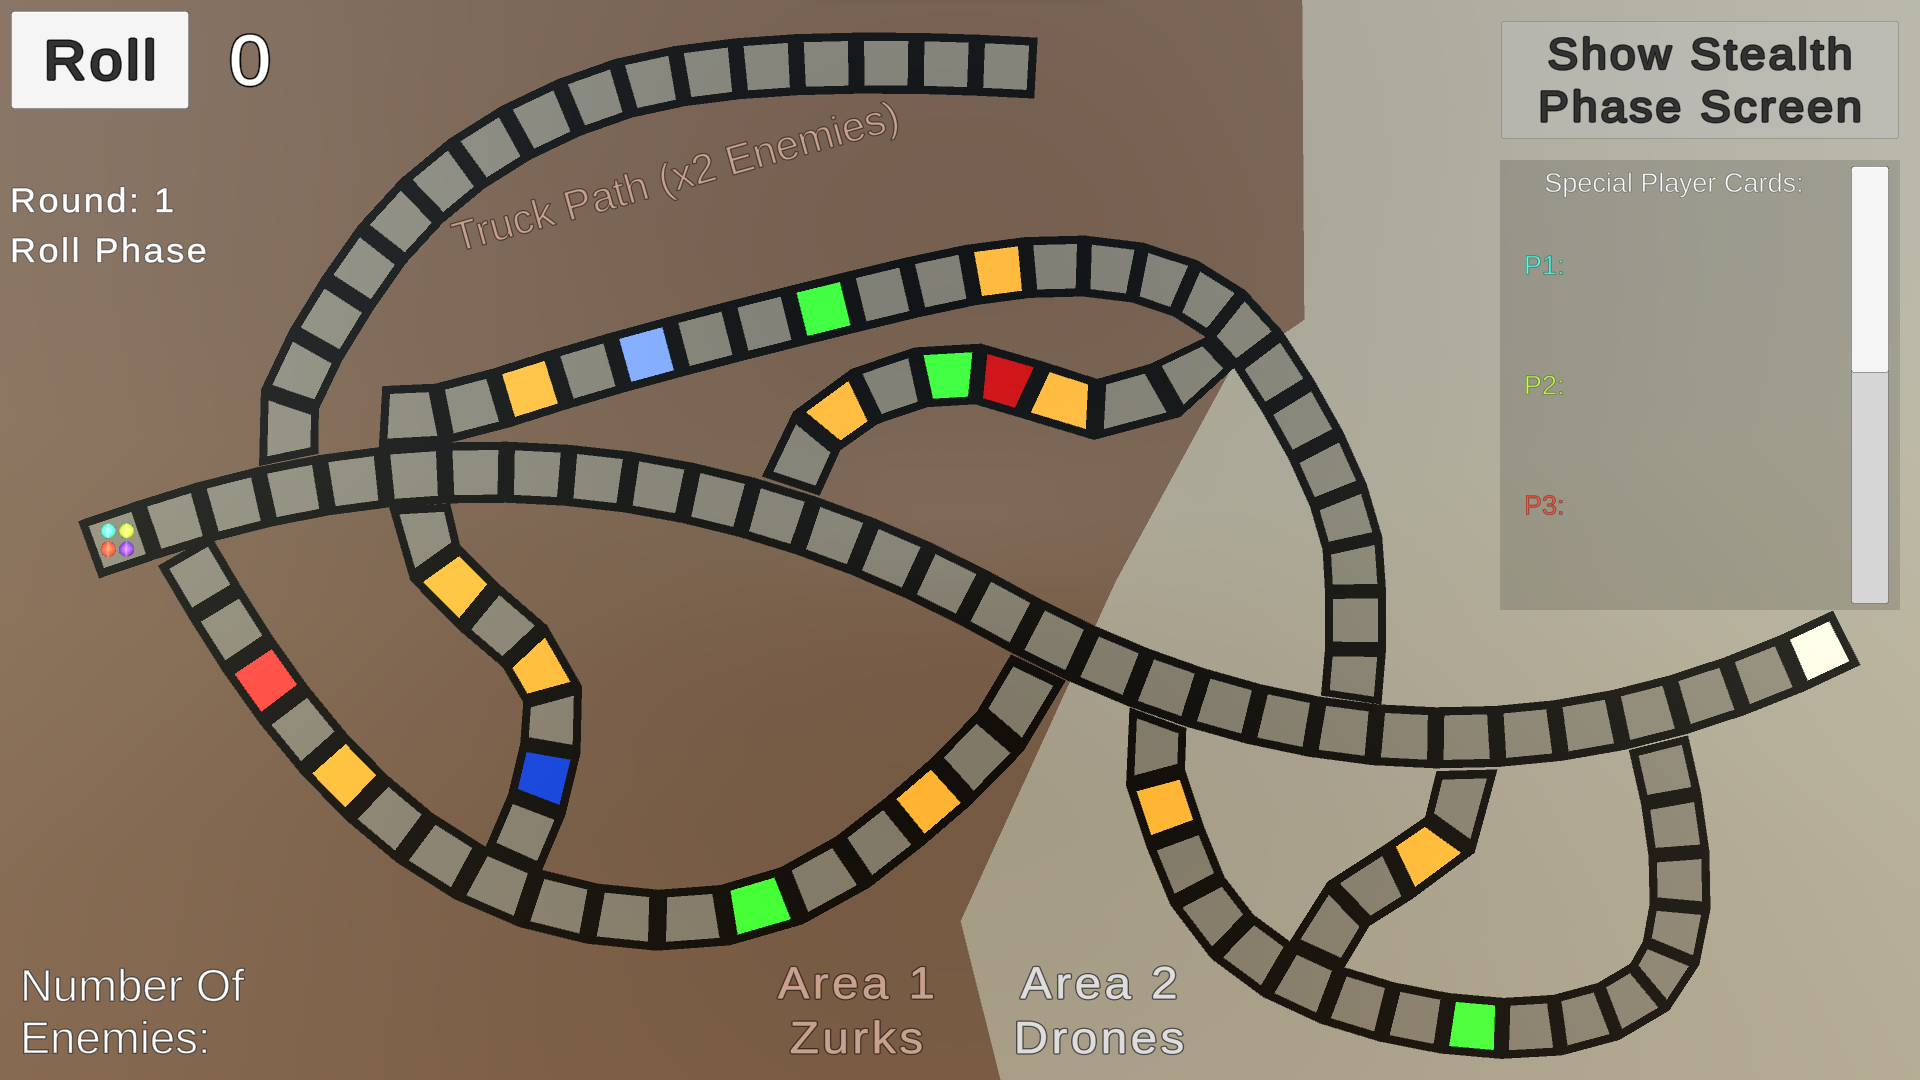 Roll 0
Show Stealth
Phase Screen
Truck Path (x2 Enemies)
Round: 1
Roll Phase
Special Player Cards:
P1:
P2:
P3:
Number Of
Enemies:
Area 1
Zurks
Area 2
Drones